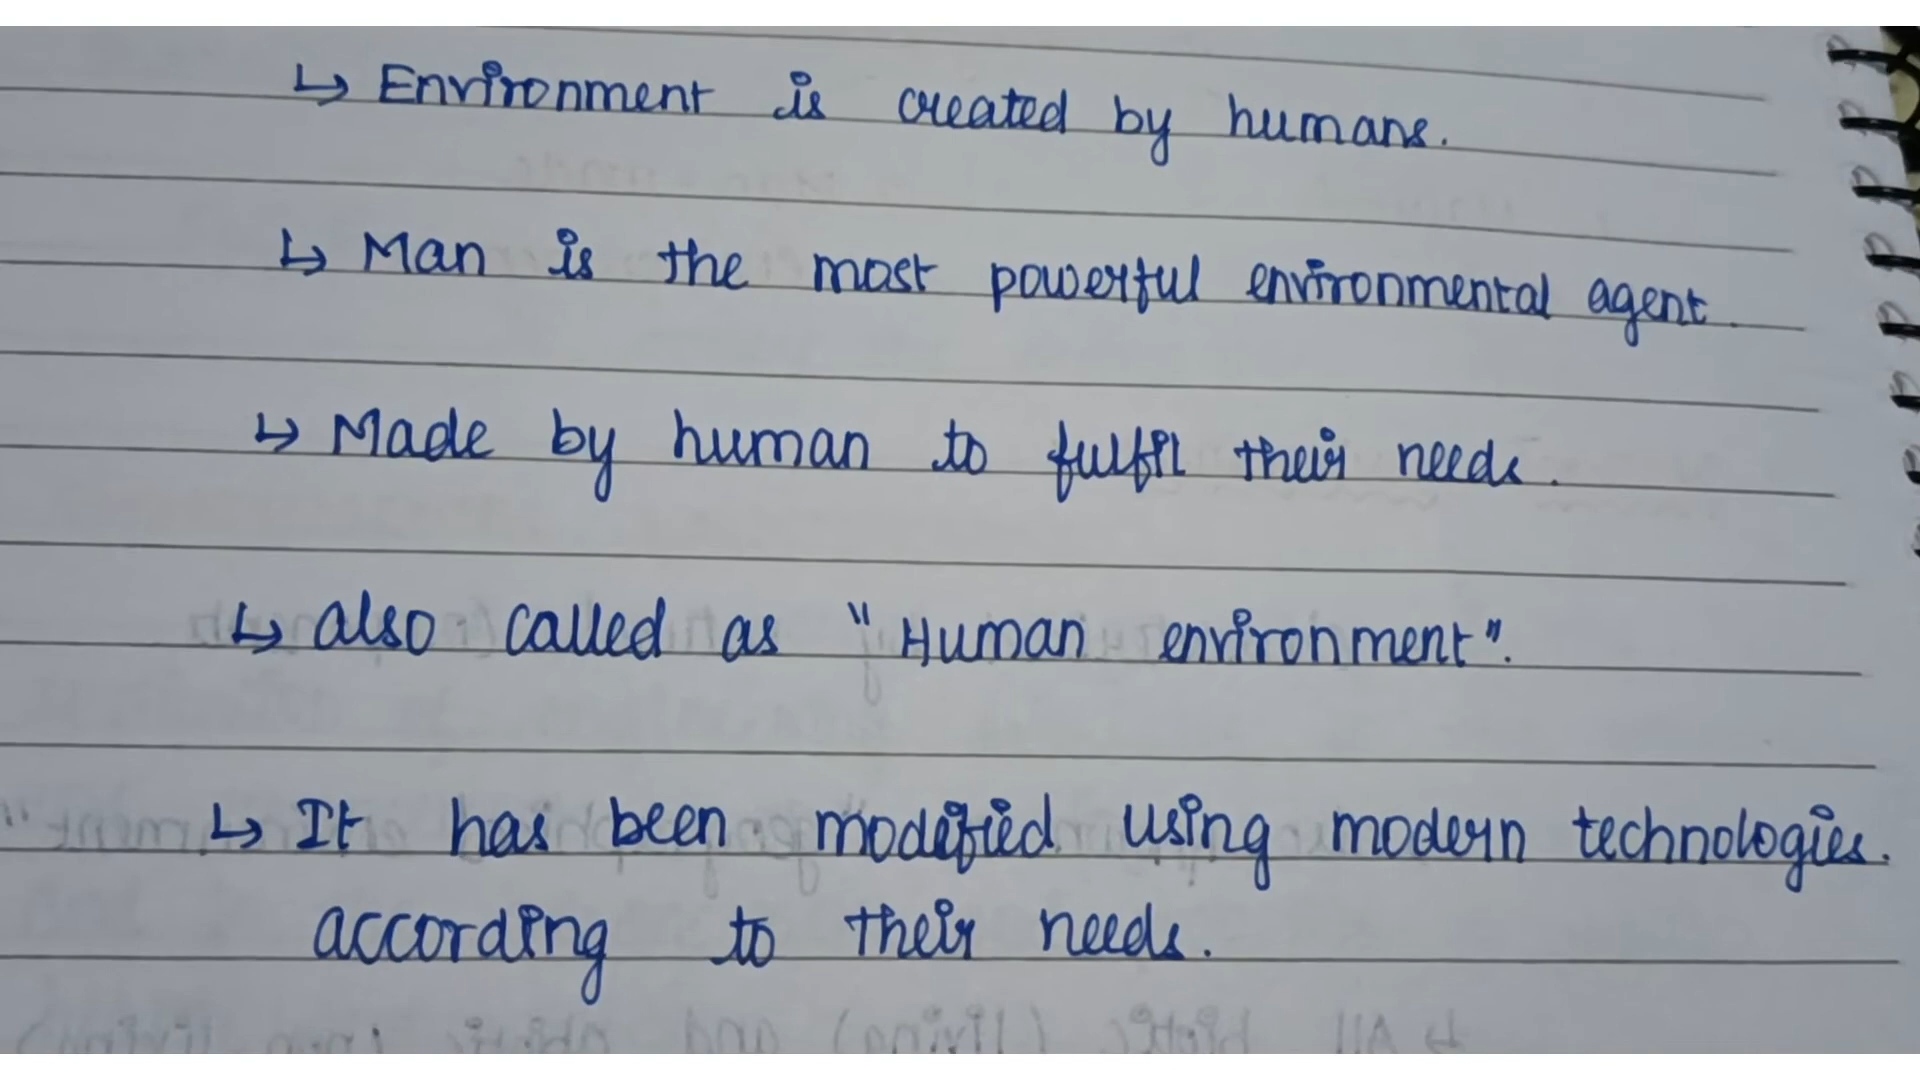 ↳ Environment is created by humans.
↳ Man is the most powerful environmental agent.
↳ Made by human to fulfil their needs.
↳ also called as "Human environment".
↳ It has been modified using modern technologies.
according to their needs.